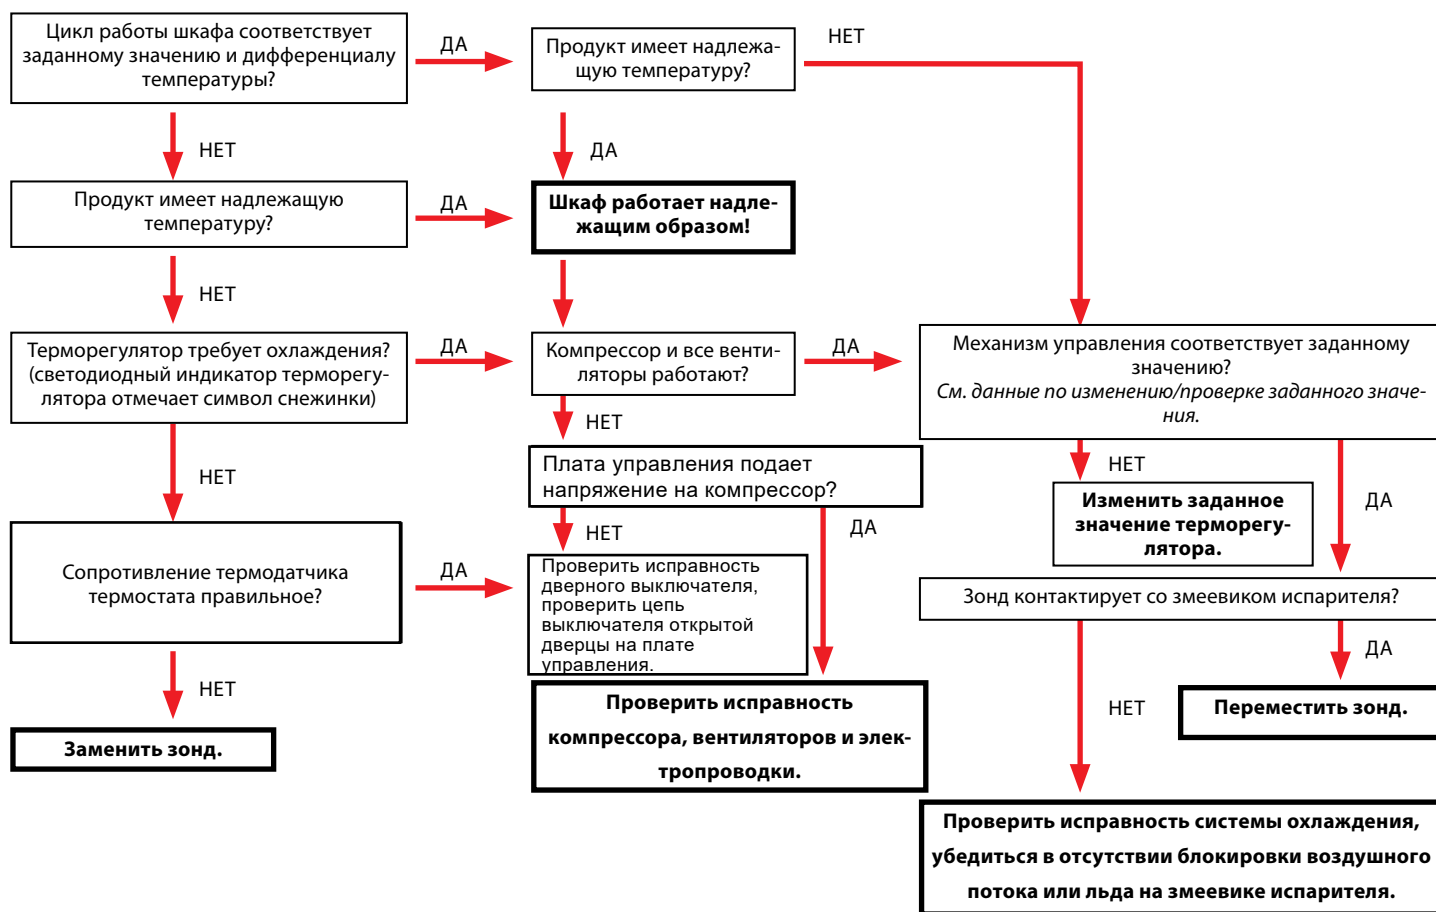 Цикл работы шкафа соответствует
заданному значению и дифференциалу
температуры?
ДА
Продукт имеет надлежа-
щую температуру?
НЕТ
НЕТ
ДА
Продукт имеет надлежащую
температуру?
ДА
Шкаф работает надле-
жащим образом!
НЕТ
Терморегулятор требует охлаждения?
(светодиодный индикатор терморегу-
лятора отмечает символ снежинки)
ДА
Компрессор и все венти-
ляторы работают?
ДА
Механизм управления соответствует заданному
значению?
См. данные по изменению/проверке заданного значе-
ния.
НЕТ
НЕТ
Плата управления подает
напряжение на компрессор?
НЕТ
ДА
НЕТ
Изменить заданное
значение терморегу-
лятора.
ДА
Сопротивление термодатчика
термостата правильное?
ДА
Проверить исправность
дверного выключателя,
проверить цепь
выключателя открытой
дверцы на плате
управления.
Зонд контактирует со змеевиком испарителя?
НЕТ
ДА
НЕТ
Заменить зонд.
Проверить исправность
компрессора, вентиляторов и элек-
тропроводки.
Переместить зонд.
Проверить исправность системы охлаждения,
убедиться в отсутствии блокировки воздушного
потока или льда на змеевике испарителя.